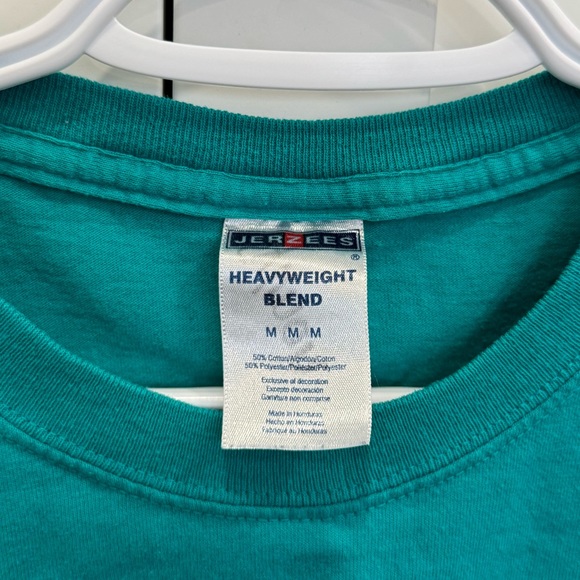 JERZEES
®
HEAVYWEIGHT
BLEND
M M M
50% Cotton/Algodón/Coton
50% Polyester/Poliéster/Polyester
Exclusive of decoration
Excepto decoración
Garniture non comprise
Made in Honduras
Hecho en Honduras
Fabriqué au Honduras